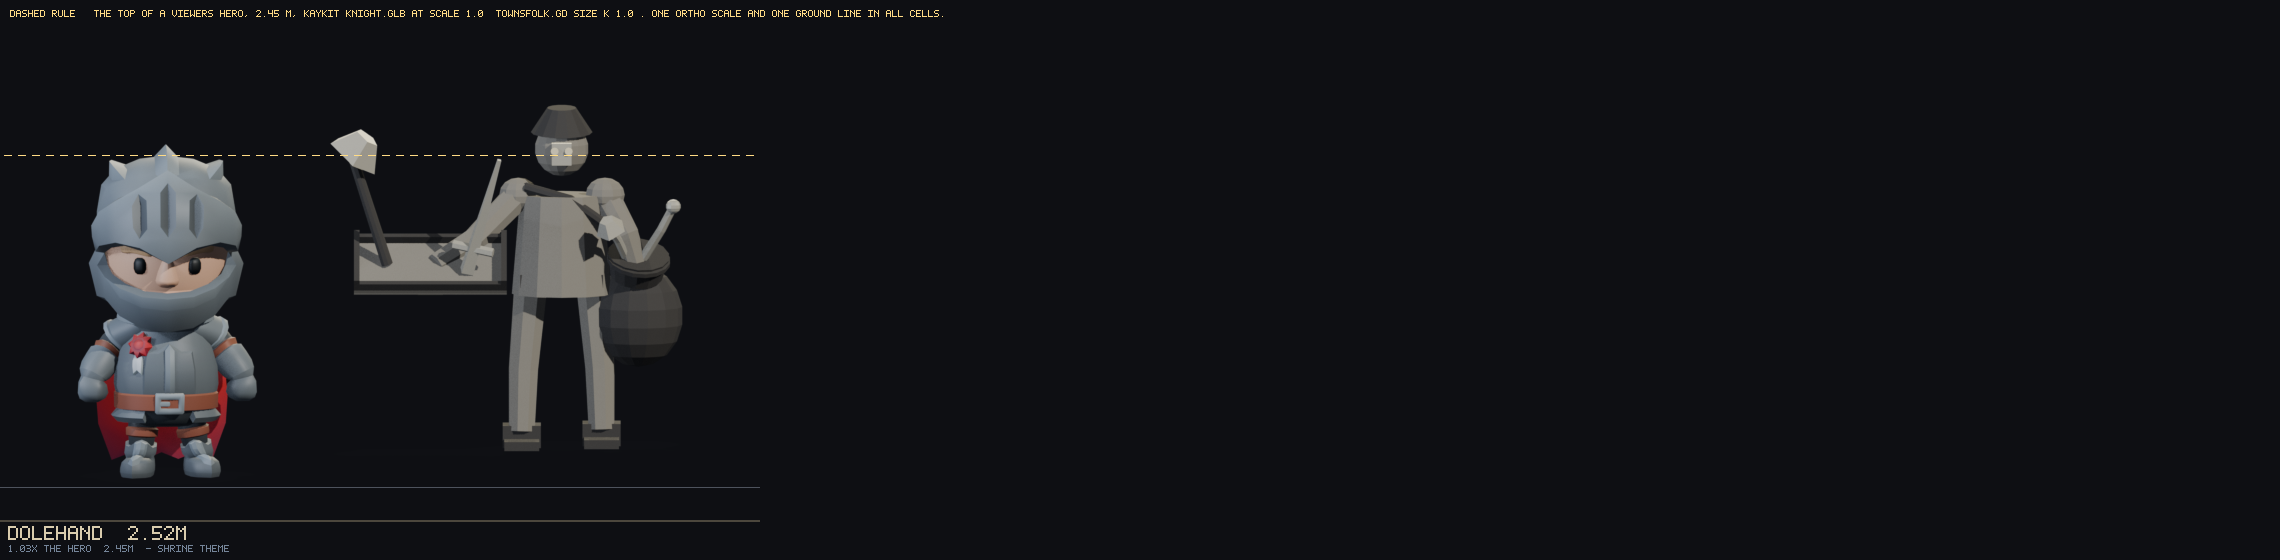 DASHED RULE THE TOP OF A VIEWERS HERO, 2.45 M, KAYKIT KNIGHT.GLB AT SCALE 1.0 TOWNSFOLK.GD SIZE K 1.0 . ONE ORTHO SCALE AND ONE GROUND LINE IN ALL CELLS.
DOLEHAND 2.52M
1.03X THE HERO 2.45M - SHRINE THEME